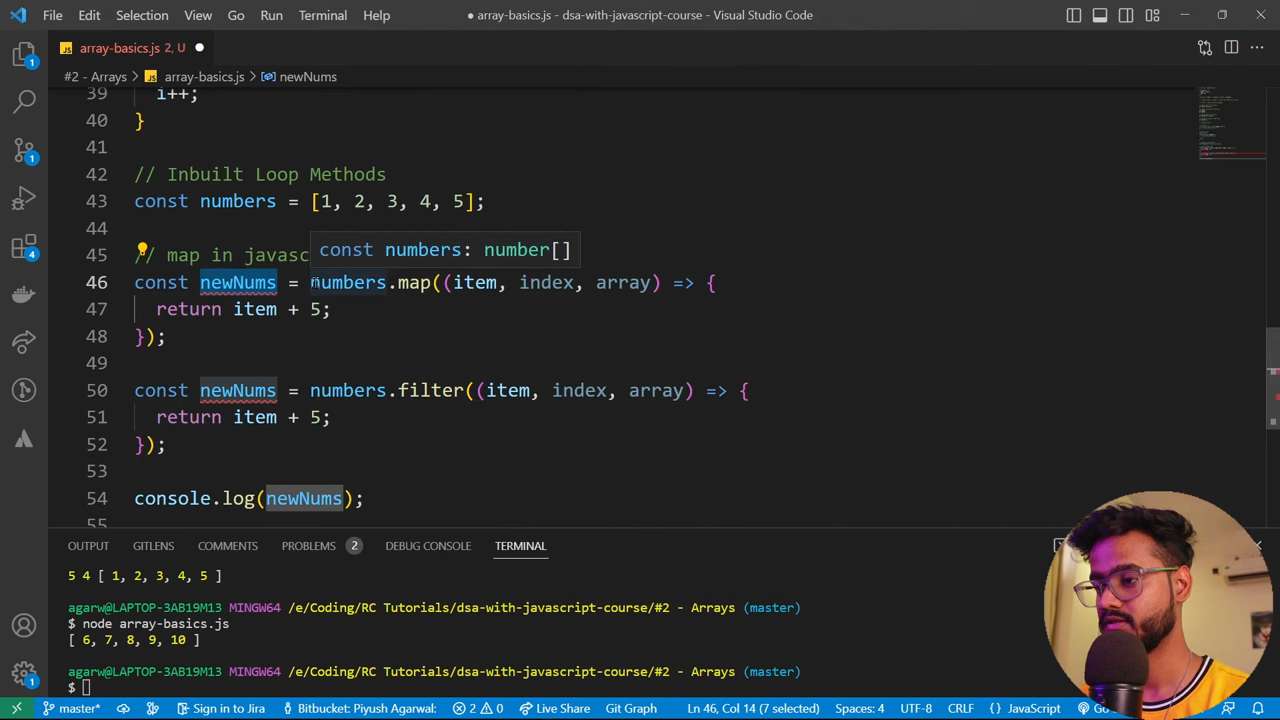 File Edit Selection View Go Run Terminal Help ● array-basics.js - dsa-with-javascript-course - Visual Studio Code
JS array-basics.js 2, U ●
#2 - Arrays > JS array-basics.js > newNums
39 i++;
40 }
41
42 // Inbuilt Loop Methods
43 const numbers = [1, 2, 3, 4, 5];
44
const numbers: number[]
45 // map in javasc
46 const newNums = numbers.map((item, index, array) => {
47 return item + 5;
48 });
49
50 const newNums = numbers.filter((item, index, array) => {
51 return item + 5;
52 });
53
54 console.log(newNums);
55
OUTPUT GITLENS COMMENTS PROBLEMS 2 DEBUG CONSOLE TERMINAL
5 4 [ 1, 2, 3, 4, 5 ]
agarw@LAPTOP-3AB19M13 MINGW64 /e/Coding/RC Tutorials/dsa-with-javascript-course/#2 - Arrays (master)
$ node array-basics.js
[ 6, 7, 8, 9, 10 ]
agarw@LAPTOP-3AB19M13 MINGW64 /e/Coding/RC Tutorials/dsa-with-javascript-course/#2 - Arrays (master)
$
1
1
4
1
master* Sign in to Jira Bitbucket: Piyush Agarwal: 2 0 Live Share Git Graph Ln 46, Col 14 (7 selected) Spaces: 4 UTF-8 CRLF {} JavaScript Go